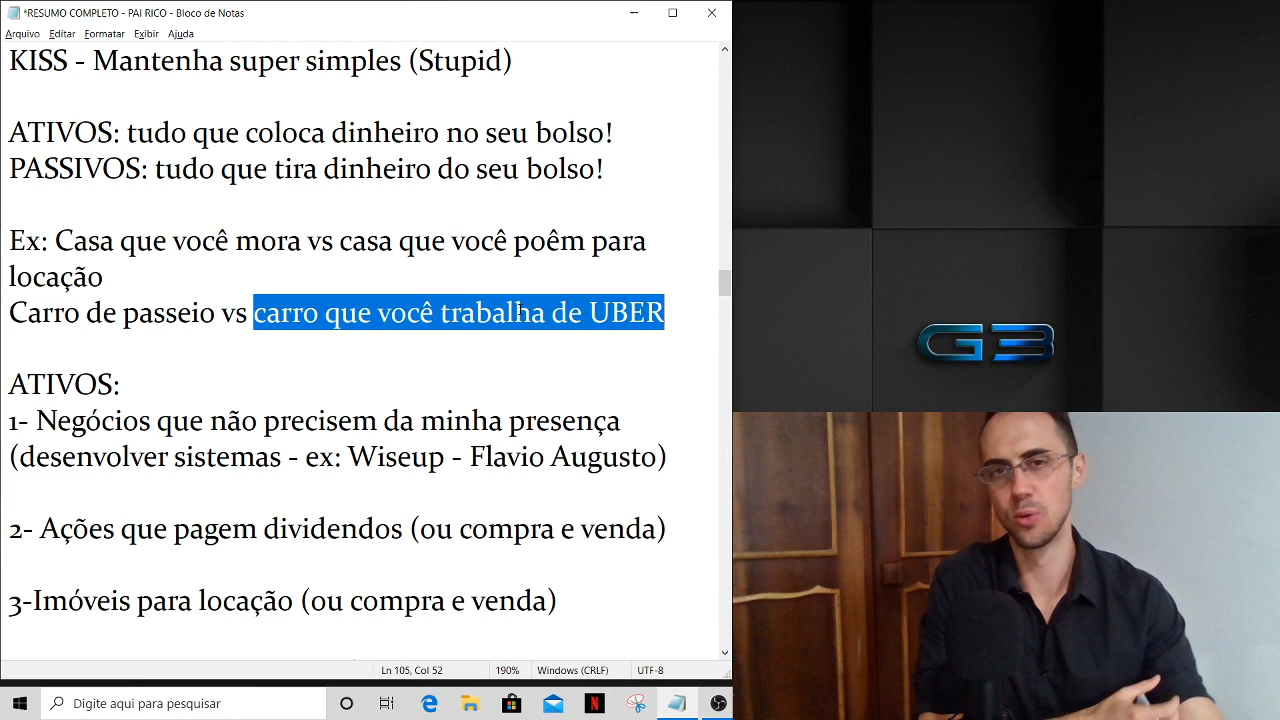 *RESUMO COMPLETO - PAI RICO - Bloco de Notas
Arquivo Editar Formatar Exibir Ajuda
KISS - Mantenha super simples (Stupid)
ATIVOS: tudo que coloca dinheiro no seu bolso!
PASSIVOS: tudo que tira dinheiro do seu bolso!
Ex: Casa que você mora vs casa que você poêm para
locação
Carro de passeio vs carro que você trabalha de UBER
ATIVOS:
1- Negócios que não precisem da minha presença
(desenvolver sistemas - ex: Wiseup - Flavio Augusto)
2- Ações que pagem dividendos (ou compra e venda)
3-Imóveis para locação (ou compra e venda)
Ln 105, Col 52 190% Windows (CRLF) UTF-8
Digite aqui para pesquisar
G3